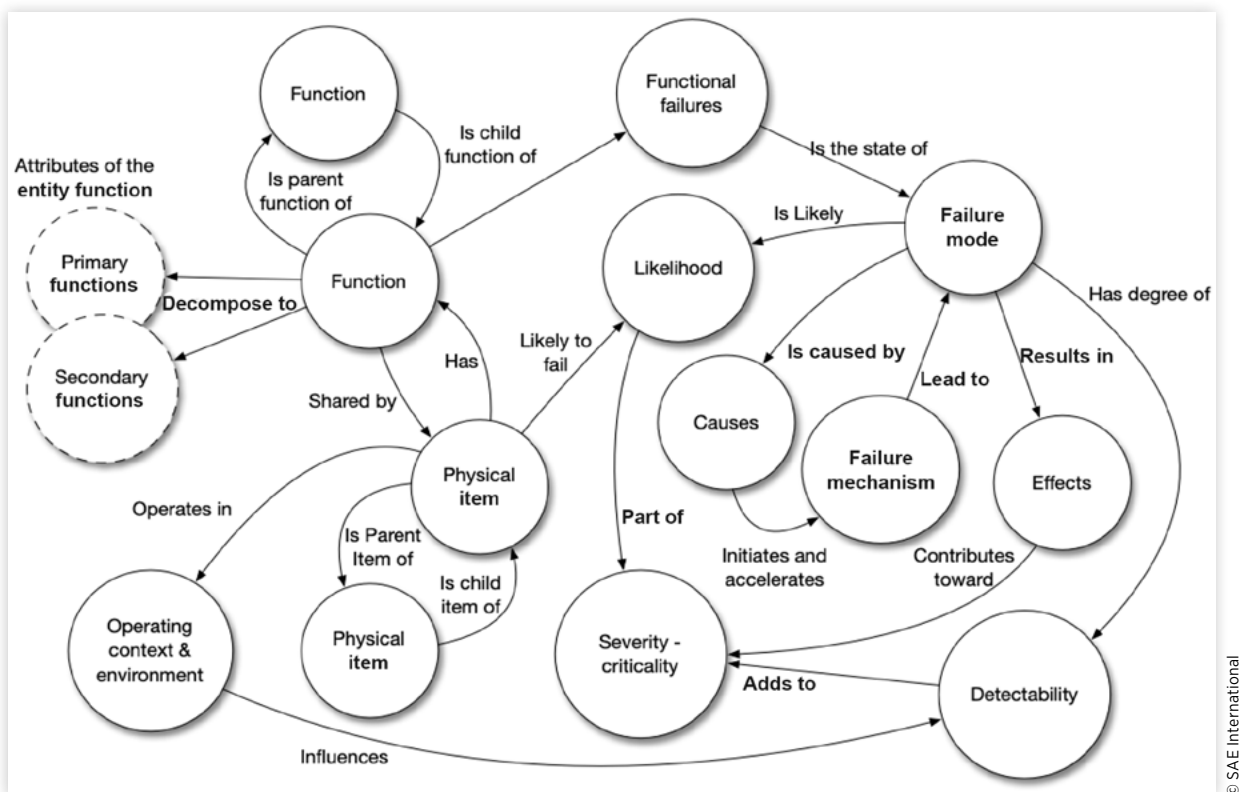 Function
Functional
failures
Is child
function of
Is the state of
Attributes of the
entity function
Is parent
function of
Is Likely
Failure
mode
Primary
functions
Function
Likelihood
Decompose to
Has degree of
Secondary
functions
Has
Likely to
fail
Is caused by
Results in
Lead to
Shared by
Causes
Failure
mechanism
Effects
Physical
item
Operates in
Is Parent
Item of
Part of
Initiates and
accelerates
Contributes
toward
Is child
item of
Operating
context &
environment
Physical
item
Severity -
criticality
Adds to
Detectability
Influences
© SAE International